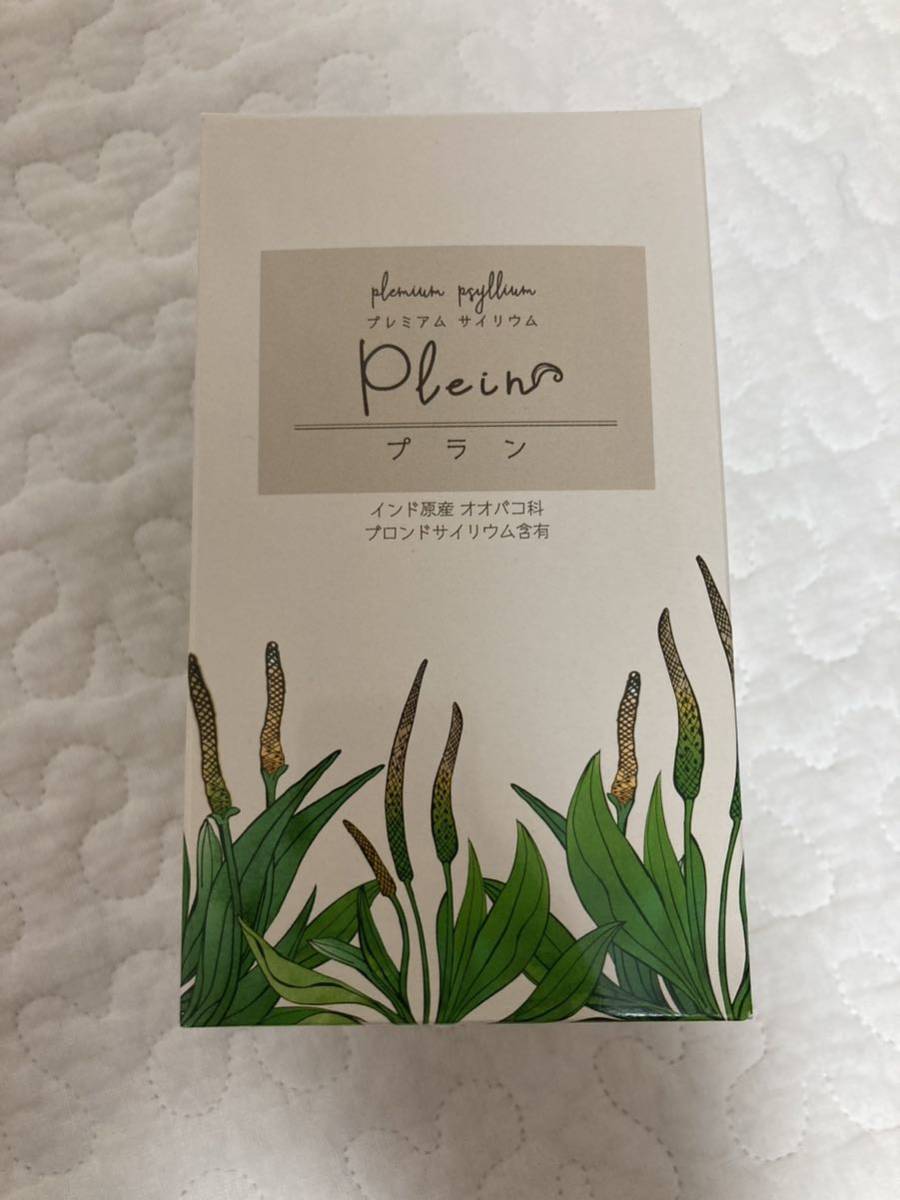 plemium psyllium
プレミアム サイリウム
Plein
プラン
インド原産 オオバコ科
ブロンドサイリウム含有